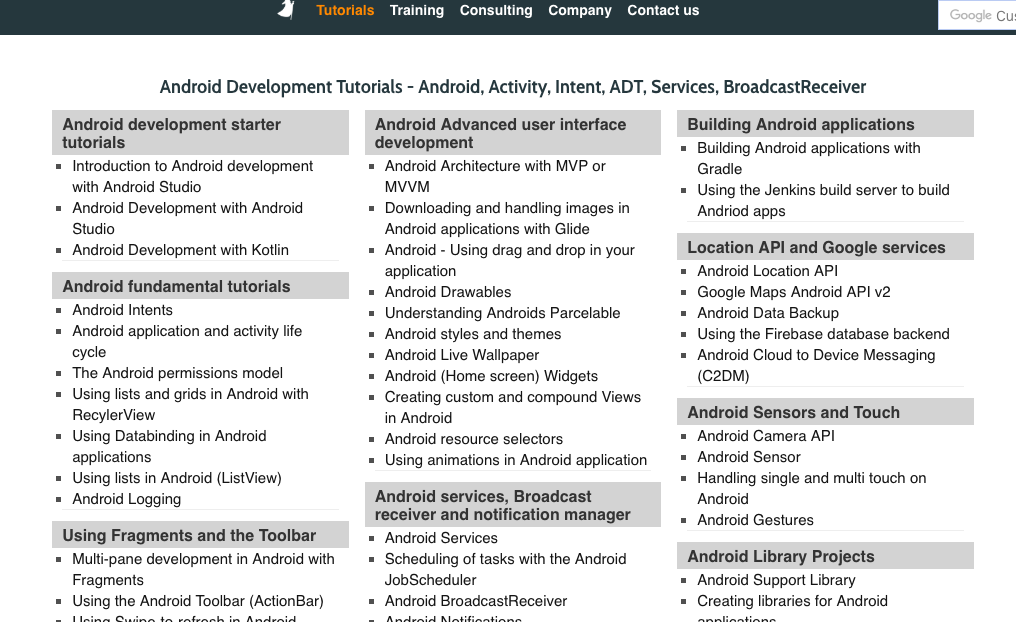 Tutorials Training Consulting Company Contact us
Google Cus
Android Development Tutorials - Android, Activity, Intent, ADT, Services, BroadcastReceiver
Android development starter
tutorials
Introduction to Android development
with Android Studio
Android Development with Android
Studio
Android Development with Kotlin
Android fundamental tutorials
Android Intents
Android application and activity life
cycle
The Android permissions model
Using lists and grids in Android with
RecylerView
Using Databinding in Android
applications
Using lists in Android (ListView)
Android Logging
Using Fragments and the Toolbar
Multi-pane development in Android with
Fragments
Using the Android Toolbar (ActionBar)
Using Swipe-to-refresh in Android
Android Advanced user interface
development
Android Architecture with MVP or
MVVM
Downloading and handling images in
Android applications with Glide
Android - Using drag and drop in your
application
Android Drawables
Understanding Androids Parcelable
Android styles and themes
Android Live Wallpaper
Android (Home screen) Widgets
Creating custom and compound Views
in Android
Android resource selectors
Using animations in Android application
Android services, Broadcast
receiver and notification manager
Android Services
Scheduling of tasks with the Android
JobScheduler
Android BroadcastReceiver
Android Notifications
Building Android applications
Building Android applications with
Gradle
Using the Jenkins build server to build
Andriod apps
Location API and Google services
Android Location API
Google Maps Android API v2
Android Data Backup
Using the Firebase database backend
Android Cloud to Device Messaging
(C2DM)
Android Sensors and Touch
Android Camera API
Android Sensor
Handling single and multi touch on
Android
Android Gestures
Android Library Projects
Android Support Library
Creating libraries for Android
applications